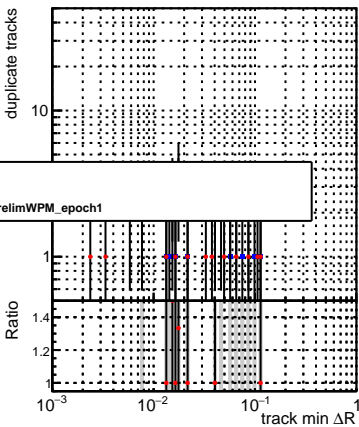 duplicate tracks
10
relimWPM_epoch1
1
Ratio
1.4
1.2
1
10⁻³
10⁻²
10⁻¹
1
track min ΔR